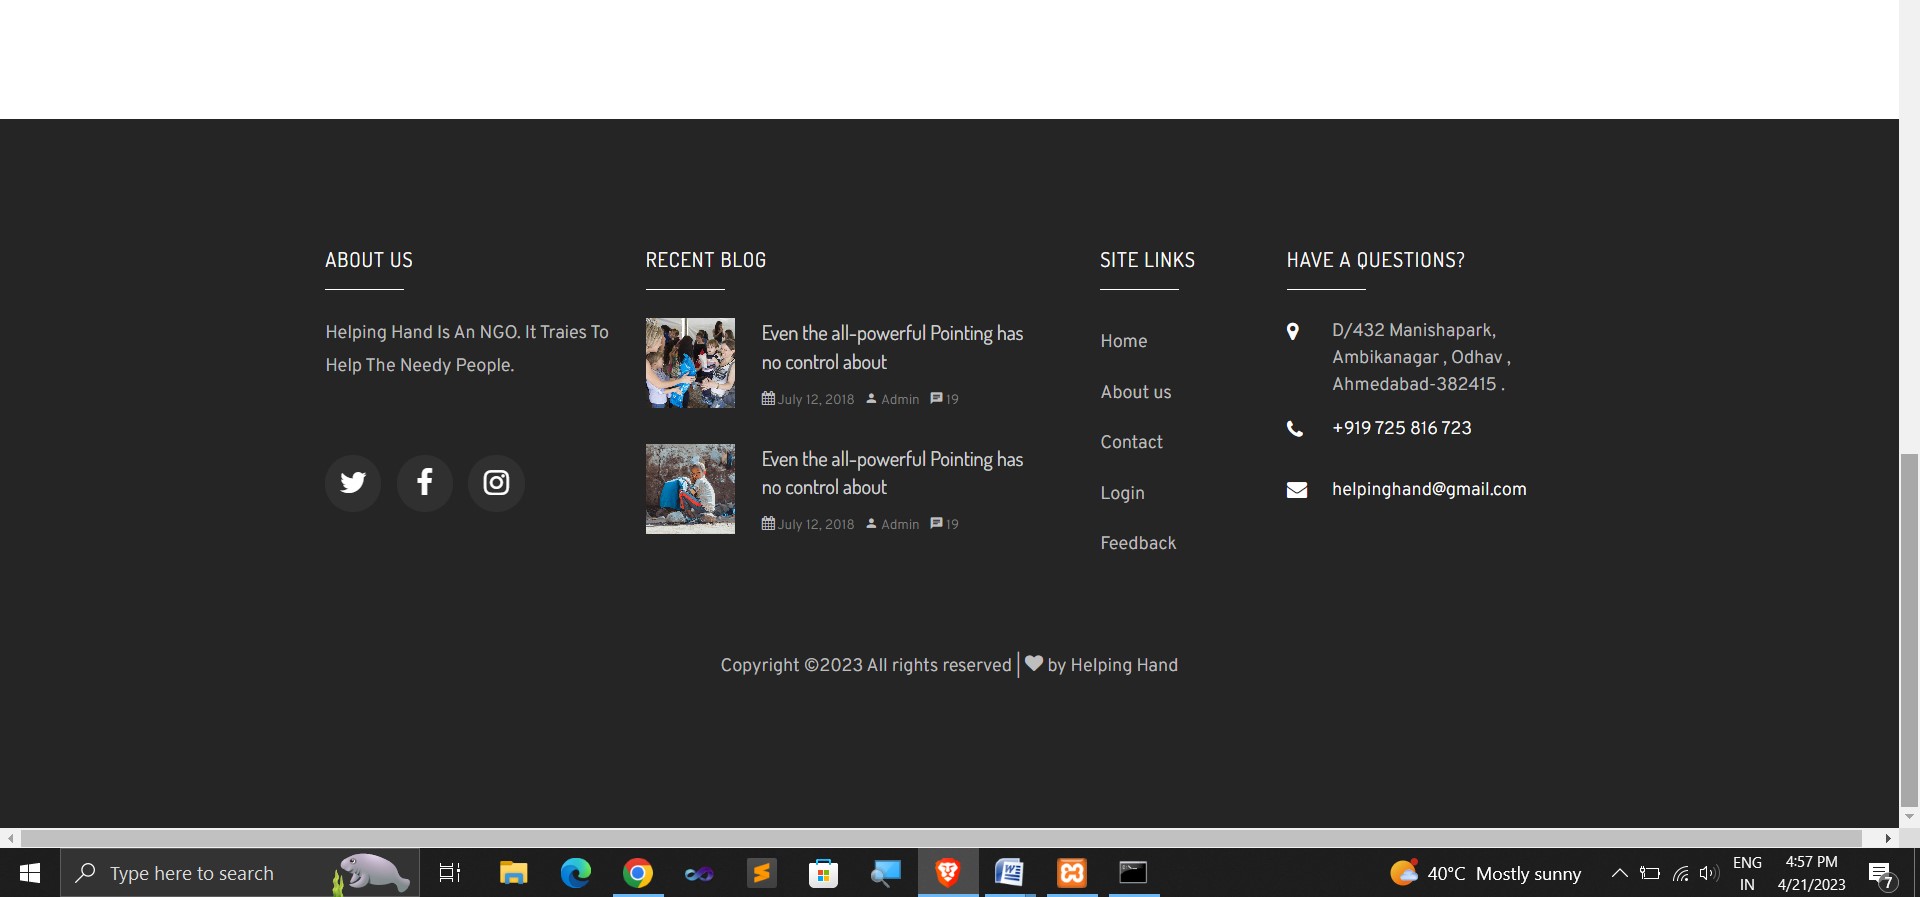 ABOUT US
Helping Hand Is An NGO. It Traies To
Help The Needy People.
RECENT BLOG
Even the all-powerful Pointing has
no control about
July 12, 2018 Admin 19
Even the all-powerful Pointing has
no control about
July 12, 2018 Admin 19
SITE LINKS
Home
About us
Contact
Login
Feedback
HAVE A QUESTIONS?
D/432 Manishapark,
Ambikanagar , Odhav ,
Ahmedabad-382415 .
+919 725 816 723
helpinghand@gmail.com
Copyright ©2023 All rights reserved | ♥ by Helping Hand
Type here to search
40°C Mostly sunny
ENG
IN
4:57 PM
4/21/2023
7